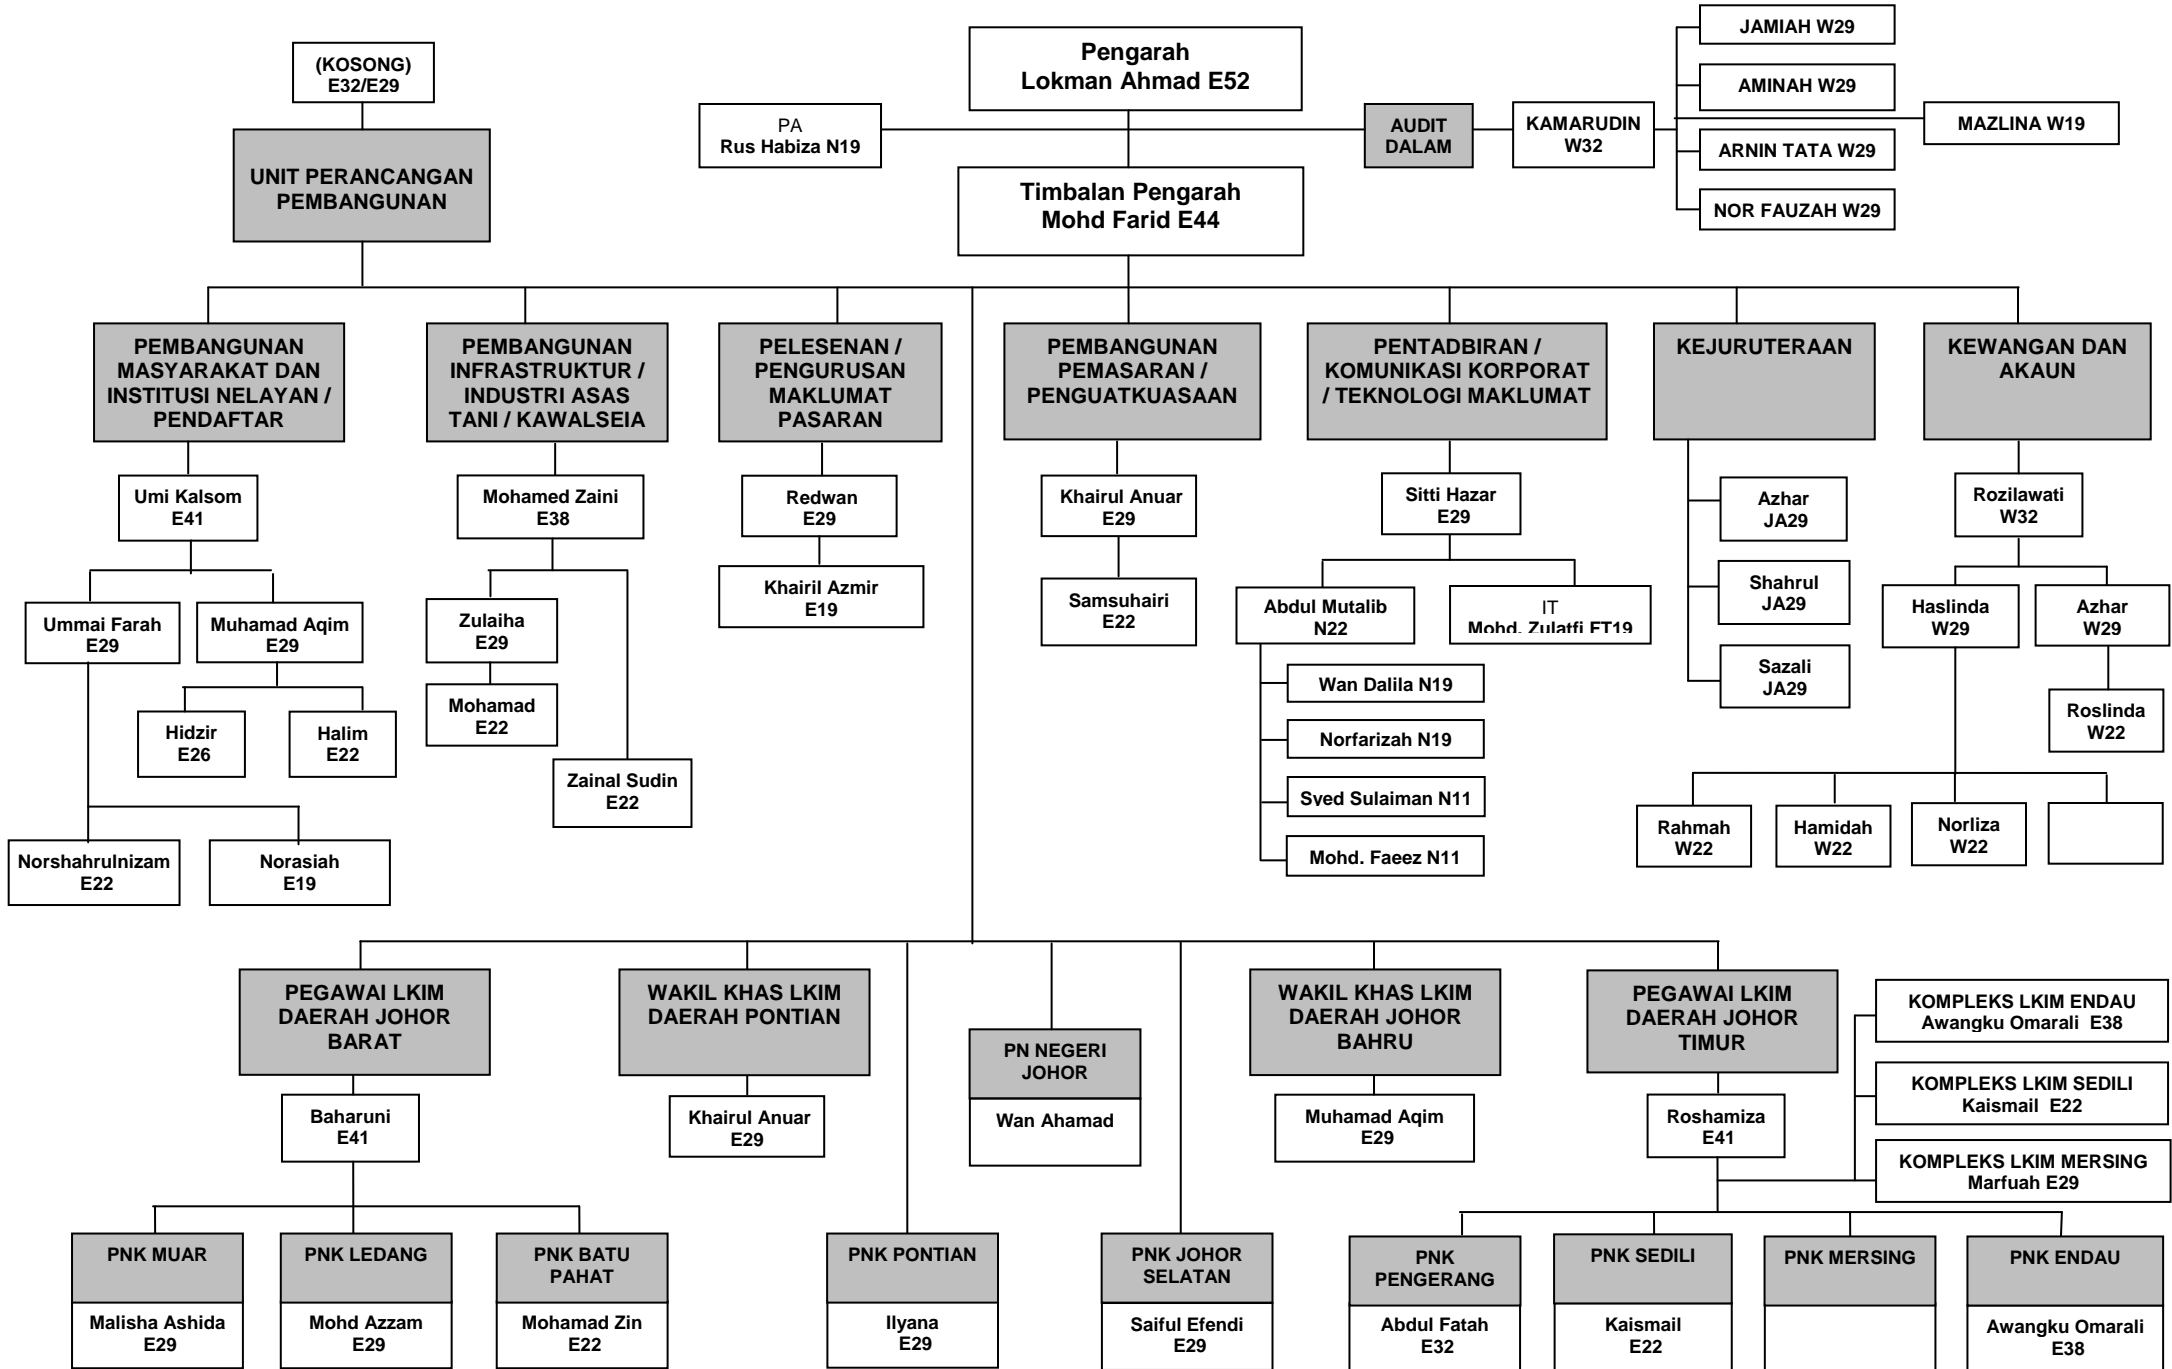 (KOSONG)
E32/E29
UNIT PERANCANGAN
PEMBANGUNAN
Pengarah
Lokman Ahmad E52
PA
Rus Habiza N19
AUDIT
DALAM
KAMARUDIN
W32
JAMIAH W29
AMINAH W29
MAZLINA W19
ARNIN TATA W29
NOR FAUZAH W29
Timbalan Pengarah
Mohd Farid E44
PEMBANGUNAN
MASYARAKAT DAN
INSTITUSI NELAYAN /
PENDAFTAR
Umi Kalsom
E41
Ummai Farah
E29
Muhamad Aqim
E29
Hidzir
E26
Halim
E22
Norshahrulnizam
E22
Norasiah
E19
PEMBANGUNAN
INFRASTRUKTUR /
INDUSTRI ASAS
TANI / KAWALSEIA
Mohamed Zaini
E38
Zulaiha
E29
Mohamad
E22
Zainal Sudin
E22
PELESENAN /
PENGURUSAN
MAKLUMAT
PASARAN
Redwan
E29
Khairil Azmir
E19
PEMBANGUNAN
PEMASARAN /
PENGUATKUASAAN
Khairul Anuar
E29
Samsuhairi
E22
PENTADBIRAN /
KOMUNIKASI KORPORAT
/ TEKNOLOGI MAKLUMAT
Sitti Hazar
E29
Abdul Mutalib
N22
IT
Mohd. Zulatfi FT19
Wan Dalila N19
Norfarizah N19
Syed Sulaiman N11
Mohd. Faeez N11
KEJURUTERAAN
Azhar
JA29
Shahrul
JA29
Sazali
JA29
KEWANGAN DAN
AKAUN
Rozilawati
W32
Haslinda
W29
Azhar
W29
Roslinda
W22
Rahmah
W22
Hamidah
W22
Norliza
W22
PEGAWAI LKIM
DAERAH JOHOR
BARAT
Baharuni
E41
PNK MUAR
Malisha Ashida
E29
PNK LEDANG
Mohd Azzam
E29
PNK BATU
PAHAT
Mohamad Zin
E22
WAKIL KHAS LKIM
DAERAH PONTIAN
Khairul Anuar
E29
PNK PONTIAN
Ilyana
E29
PN NEGERI
JOHOR
Wan Ahamad
PNK JOHOR
SELATAN
Saiful Efendi
E29
WAKIL KHAS LKIM
DAERAH JOHOR
BAHRU
Muhamad Aqim
E29
PEGAWAI LKIM
DAERAH JOHOR
TIMUR
Roshamiza
E41
KOMPLEKS LKIM ENDAU
Awangku Omarali E38
KOMPLEKS LKIM SEDILI
Kaismail E22
KOMPLEKS LKIM MERSING
Marfuah E29
PNK
PENGERANG
Abdul Fatah
E32
PNK SEDILI
Kaismail
E22
PNK MERSING
PNK ENDAU
Awangku Omarali
E38